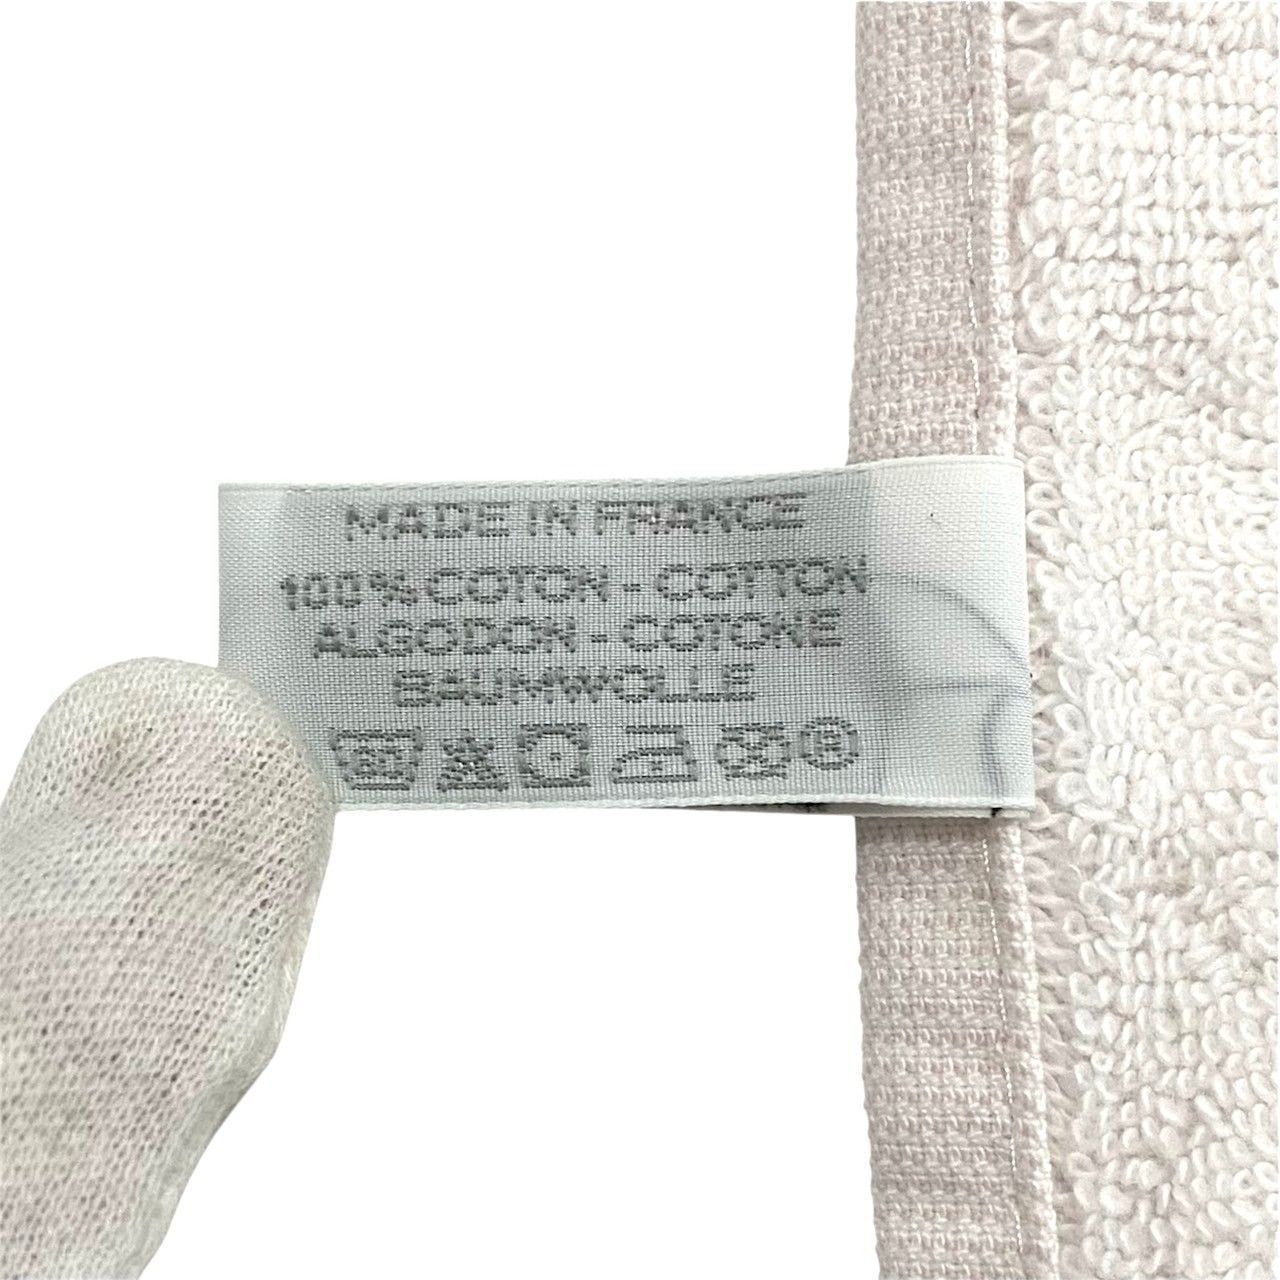 MADE IN FRANCE
100% COTON - COTTON
ALGODON - COTONE
BAUMWOLLE
®